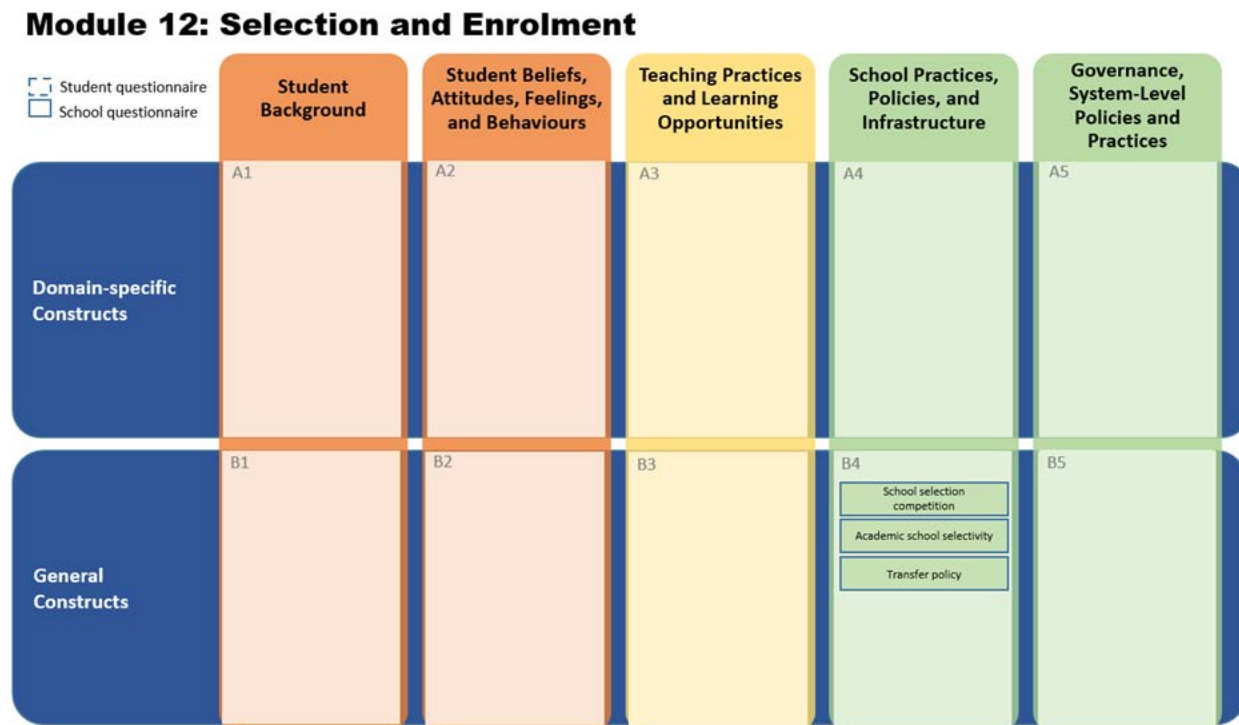 Module 12: Selection and Enrolment
Student questionnaire
School questionnaire
Student
Background
Student Beliefs,
Attitudes, Feelings,
and Behaviours
Teaching Practices
and Learning
Opportunities
School Practices,
Policies, and
Infrastructure
Governance,
System-Level
Policies and
Practices
Domain-specific
Constructs
A1
A2
A3
A4
A5
General
Constructs
B1
B2
B3
B4
School selection
competition
Academic school selectivity
Transfer policy
B5